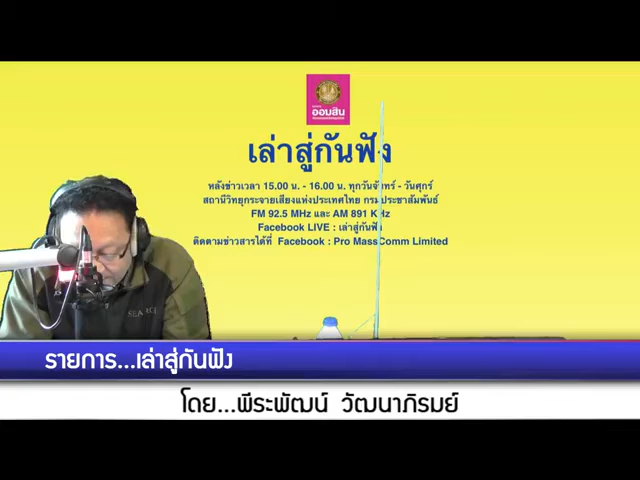 ออมสิน
เล่าสู่กันฟัง
หลังข่าวเวลา 15.00 น. - 16.00 น. ทุกวันจันทร์ - วันศุกร์
สถานีวิทยุกระจายเสียงแห่งประเทศไทย กรมประชาสัมพันธ์
FM 92.5 MHz และ AM 891 KHz
Facebook LIVE : เล่าสู่กันฟัง
ติดตามข่าวสารได้ที่ Facebook : Pro MassComm Limited
รายการ...เล่าสู่กันฟัง
โดย...พีระพัฒน์ วัฒนาภิรมย์